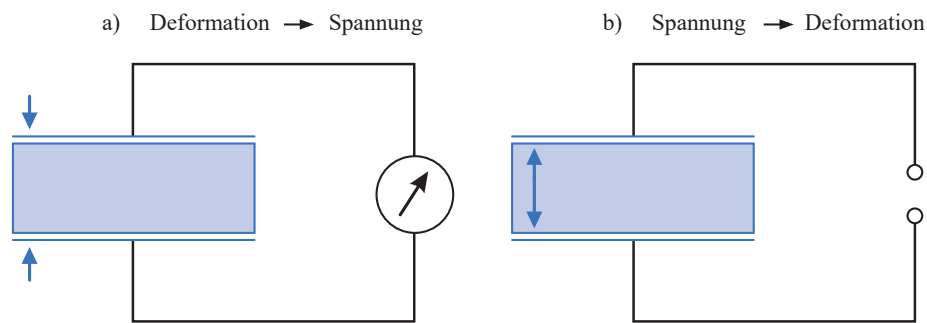 a) Deformation → Spannung
b) Spannung → Deformation